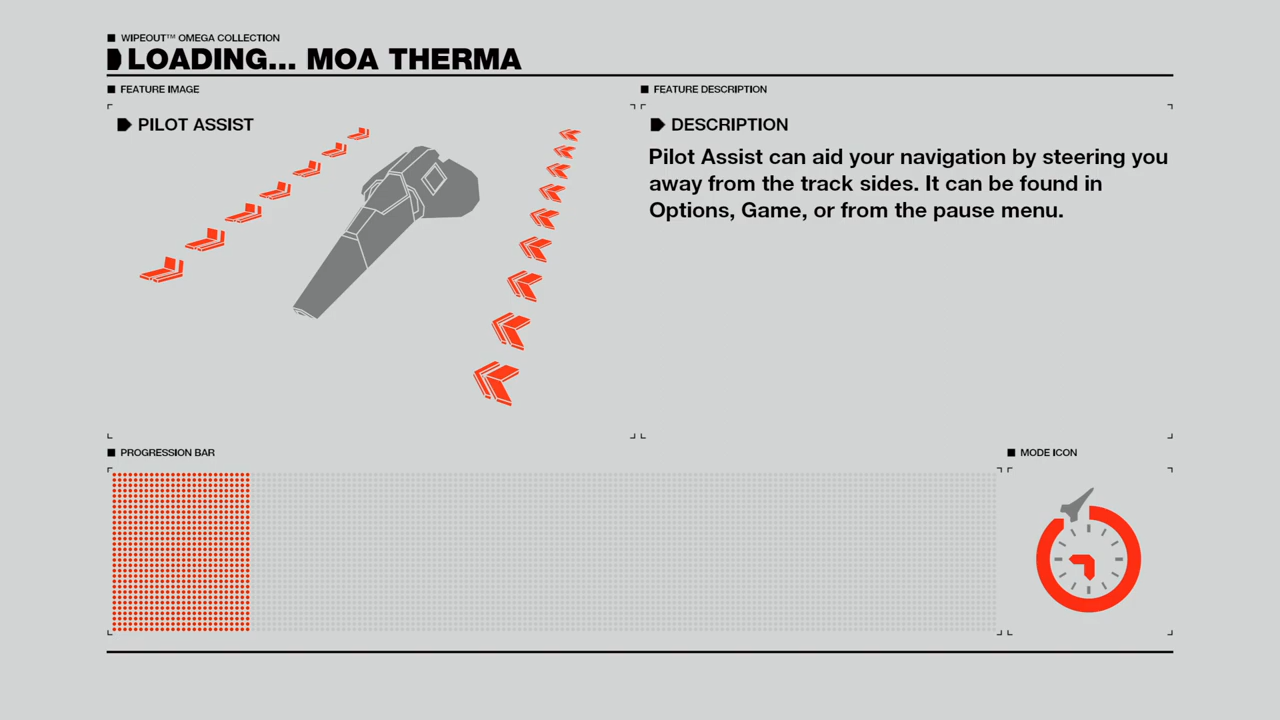 WIPEOUT™ OMEGA COLLECTION
LOADING... MOA THERMA
FEATURE IMAGE
FEATURE DESCRIPTION
PILOT ASSIST
DESCRIPTION
Pilot Assist can aid your navigation by steering you
away from the track sides. It can be found in
Options, Game, or from the pause menu.
PROGRESSION BAR
MODE ICON